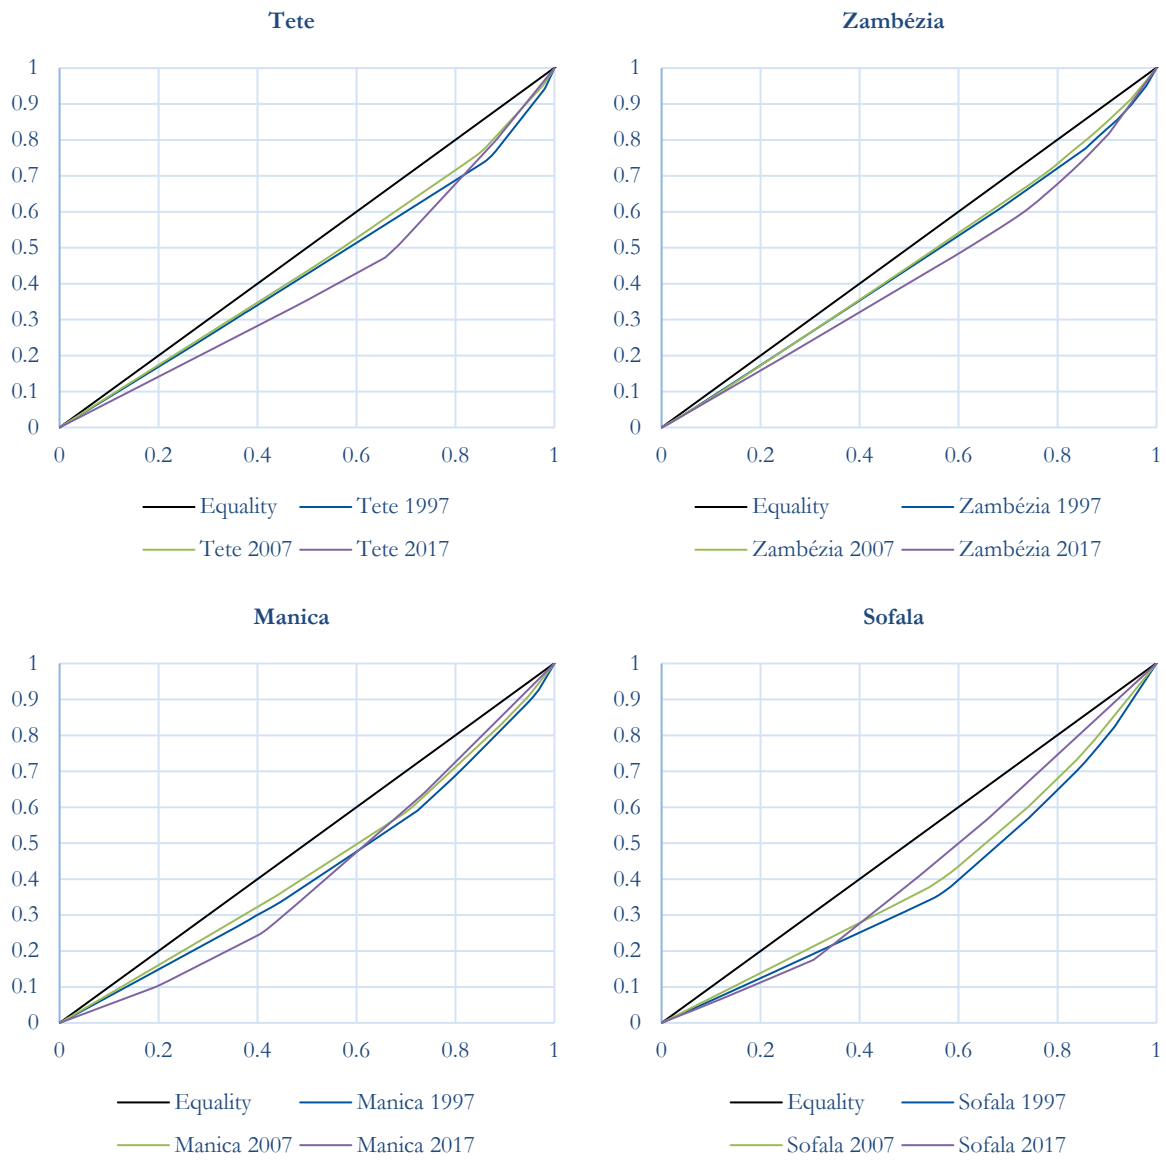 Tete
1
0.9
0.8
0.7
0.6
0.5
0.4
0.3
0.2
0.1
0
0 0.2 0.4 0.6 0.8 1
Equality Tete 1997
Tete 2007 Tete 2017
Zambézia
1
0.9
0.8
0.7
0.6
0.5
0.4
0.3
0.2
0.1
0
0 0.2 0.4 0.6 0.8 1
Equality Zambézia 1997
Zambézia 2007 Zambézia 2017
Manica
1
0.9
0.8
0.7
0.6
0.5
0.4
0.3
0.2
0.1
0
0 0.2 0.4 0.6 0.8 1
Equality Manica 1997
Manica 2007 Manica 2017
Sofala
1
0.9
0.8
0.7
0.6
0.5
0.4
0.3
0.2
0.1
0
0 0.2 0.4 0.6 0.8 1
Equality Sofala 1997
Sofala 2007 Sofala 2017